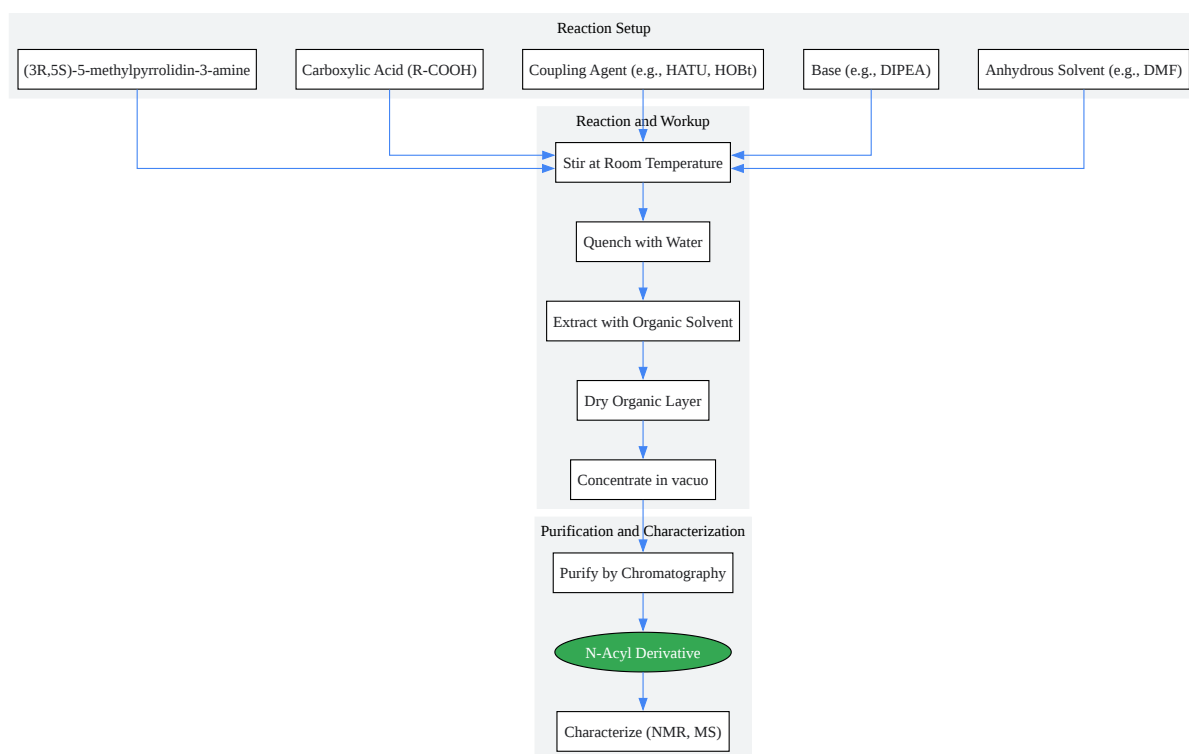 Reaction Setup
(3R,5S)-5-methylpyrrolidin-3-amine
Carboxylic Acid (R-COOH)
Coupling Agent (e.g., HATU, HOBt)
Base (e.g., DIPEA)
Anhydrous Solvent (e.g., DMF)
Reaction and Workup
Stir at Room Temperature
Quench with Water
Extract with Organic Solvent
Dry Organic Layer
Concentrate in vacuo
Purification and Characterization
Purify by Chromatography
N-Acyl Derivative
Characterize (NMR, MS)